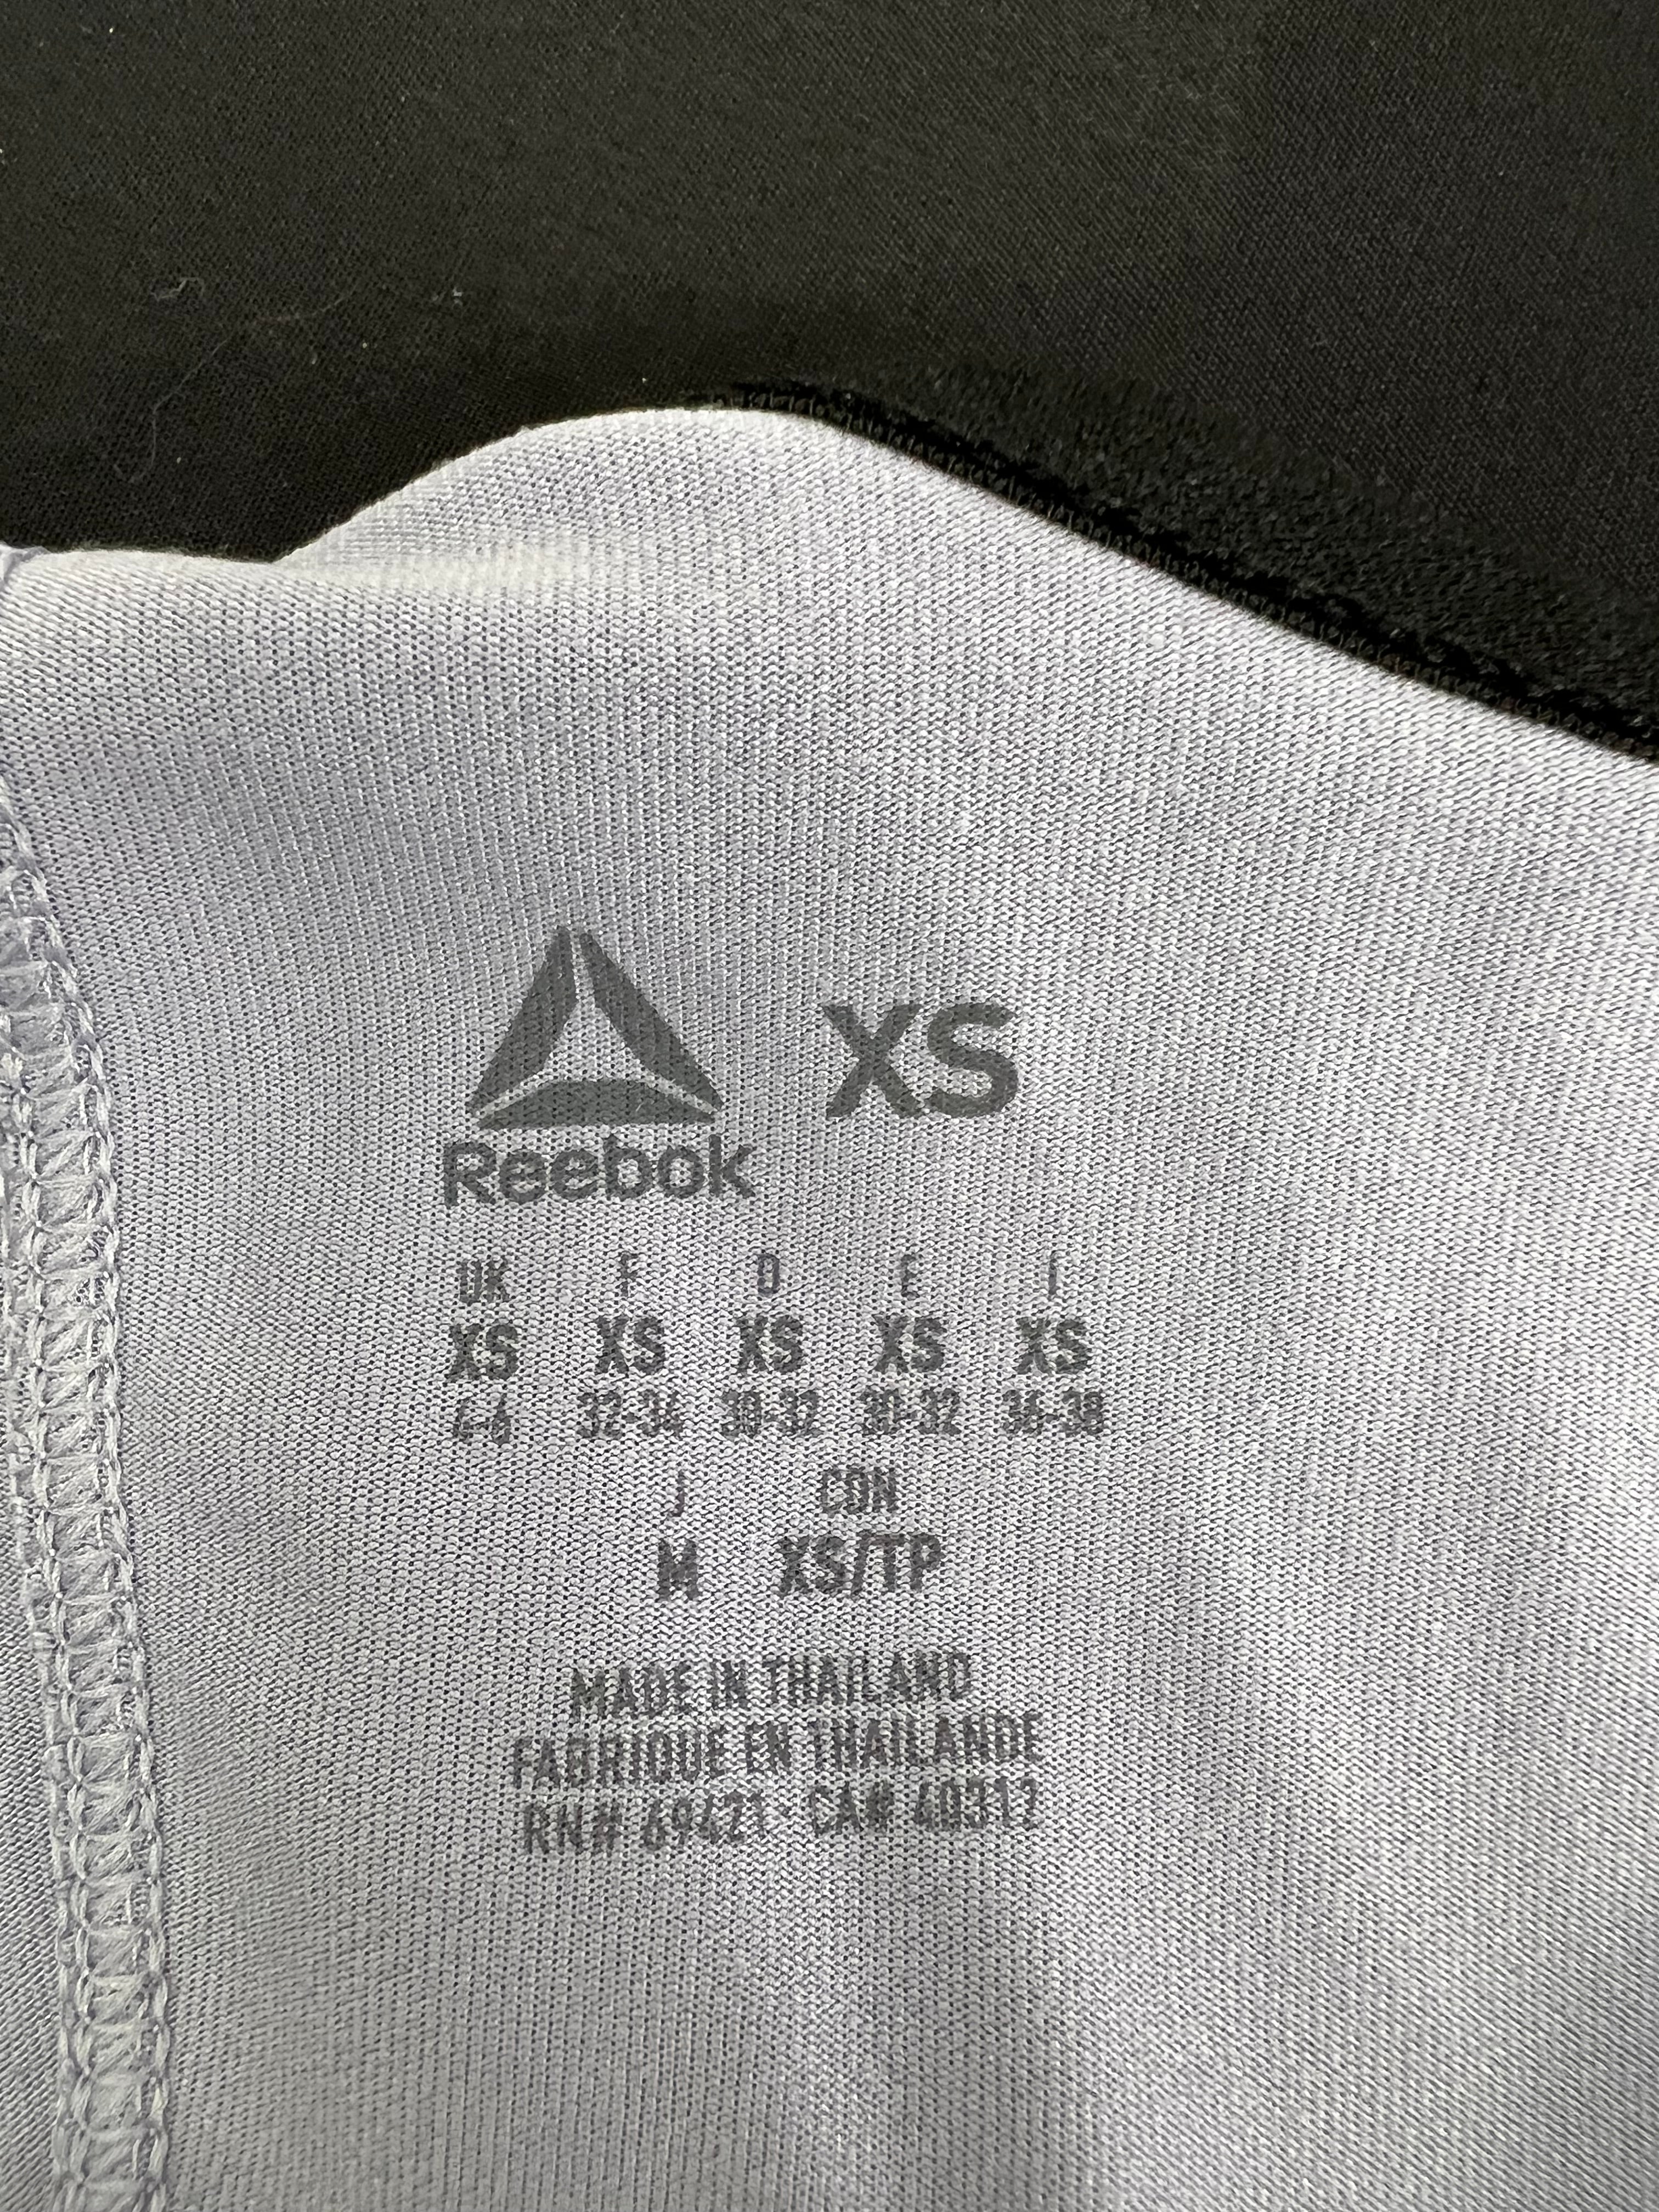 XS
Reebok
UK F D E I
XS XS XS XS XS
4-6 32-34 30-32 30-32 36-38
J CDN
M XS/TP
MADE IN THAILAND
FABRIQUE EN THAILANDE
RN# 69421 CA# 40312